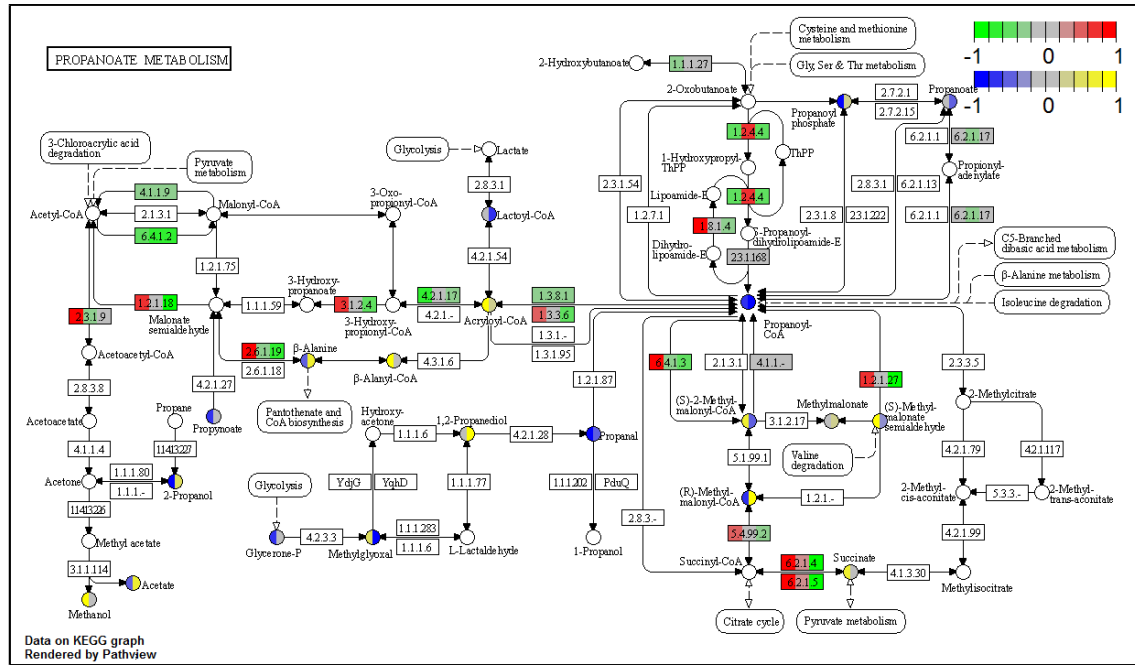 PROPANOATE METABOLISM
Cysteine and methionine
metabolism
Gly, Ser & Thr metabolism
2-Hydroxybutanoate
1.1.1.27
2-Oxobutanoate
-1 0 1
-1 0 1
Propanoyl
phosphate
2.7.2.1
2.7.2.15
Propanoate
3-Chloroacrylic acid
degradation
Pyruvate
metabolism
Glycolysis
Lactate
2.8.3.1
Lactoyl-CoA
4.2.1.54
Acetyl-CoA
4.1.1.9
2.1.3.1
6.4.1.2
Malonyl-CoA
3-Oxo-
propionyl-CoA
1.2.1.75
1.2.4.4
1-Hydroxypropyl-
ThPP
ThPP
Lipoamide-E
1.2.4.4
1.8.1.4
Dihydro-
lipoamide-E
S-Propanoyl-
dihydrolipoamide-E
2.3.1.168
2.3.1.54
1.2.7.1
6.2.1.1
6.2.1.17
Propionyl-
adenylate
2.8.3.1
6.2.1.13
2.3.1.8
2.3.1.222
6.2.1.1
6.2.1.17
C5-Branched
dibasic acid metabolism
β-Alanine metabolism
Isoleucine degradation
Propanoyl-CoA
1.2.1.18
Malonate
semialdehyde
1.1.1.59
3-Hydroxy-
propanoate
3.1.2.4
3-Hydroxy-
propionyl-CoA
4.2.1.17
4.2.1.-
Acryloyl-CoA
1.3.8.1
1.3.3.6
1.3.1.-
1.3.1.95
2.3.1.9
Acetoacetyl-CoA
2.6.1.19
2.6.1.18
β-Alanine
β-Alanyl-CoA
4.3.1.6
4.2.1.27
Propynoate
Pantothenate and
CoA biosynthesis
2.8.3.8
Acetoacetate
Propane
4.1.1.4
1.14.13.227
Acetone
1.1.1.80
1.1.1.-
2-Propanol
1.14.13.226
Methyl acetate
3.1.1.114
Acetate
Methanol
Hydroxy-
acetone
1.1.1.6
1,2-Propanediol
4.2.1.28
Propanal
1.2.1.87
YdjG
YqhD
1.1.1.77
1.1.1.202
PduQ
Glycolysis
Glycerone-P
4.2.3.3
Methylglyoxal
1.1.1.283
1.1.1.6
L-Lactaldehyde
1-Propanol
2.8.3.-
6.4.1.3
2.1.3.1
4.1.1.-
1.2.1.27
2.3.3.5
(S)-2-Methyl-
malonyl-CoA
3.1.2.17
Methylmalonate
(S)-Methyl-
malonate
semialdehyde
Valine
degradation
5.1.99.1
(R)-Methyl-
malonyl-CoA
1.2.1.-
5.4.99.2
Succinyl-CoA
6.2.1.4
6.2.1.5
Succinate
4.1.3.30
Methylisocitrate
Citrate cycle
Pyruvate metabolism
2-Methylcitrate
4.2.1.79
4.2.1.117
2-Methyl-
cis-aconitate
5.3.3.-
2-Methyl-
trans-aconitate
4.2.1.99
Data on KEGG graph
Rendered by Pathview